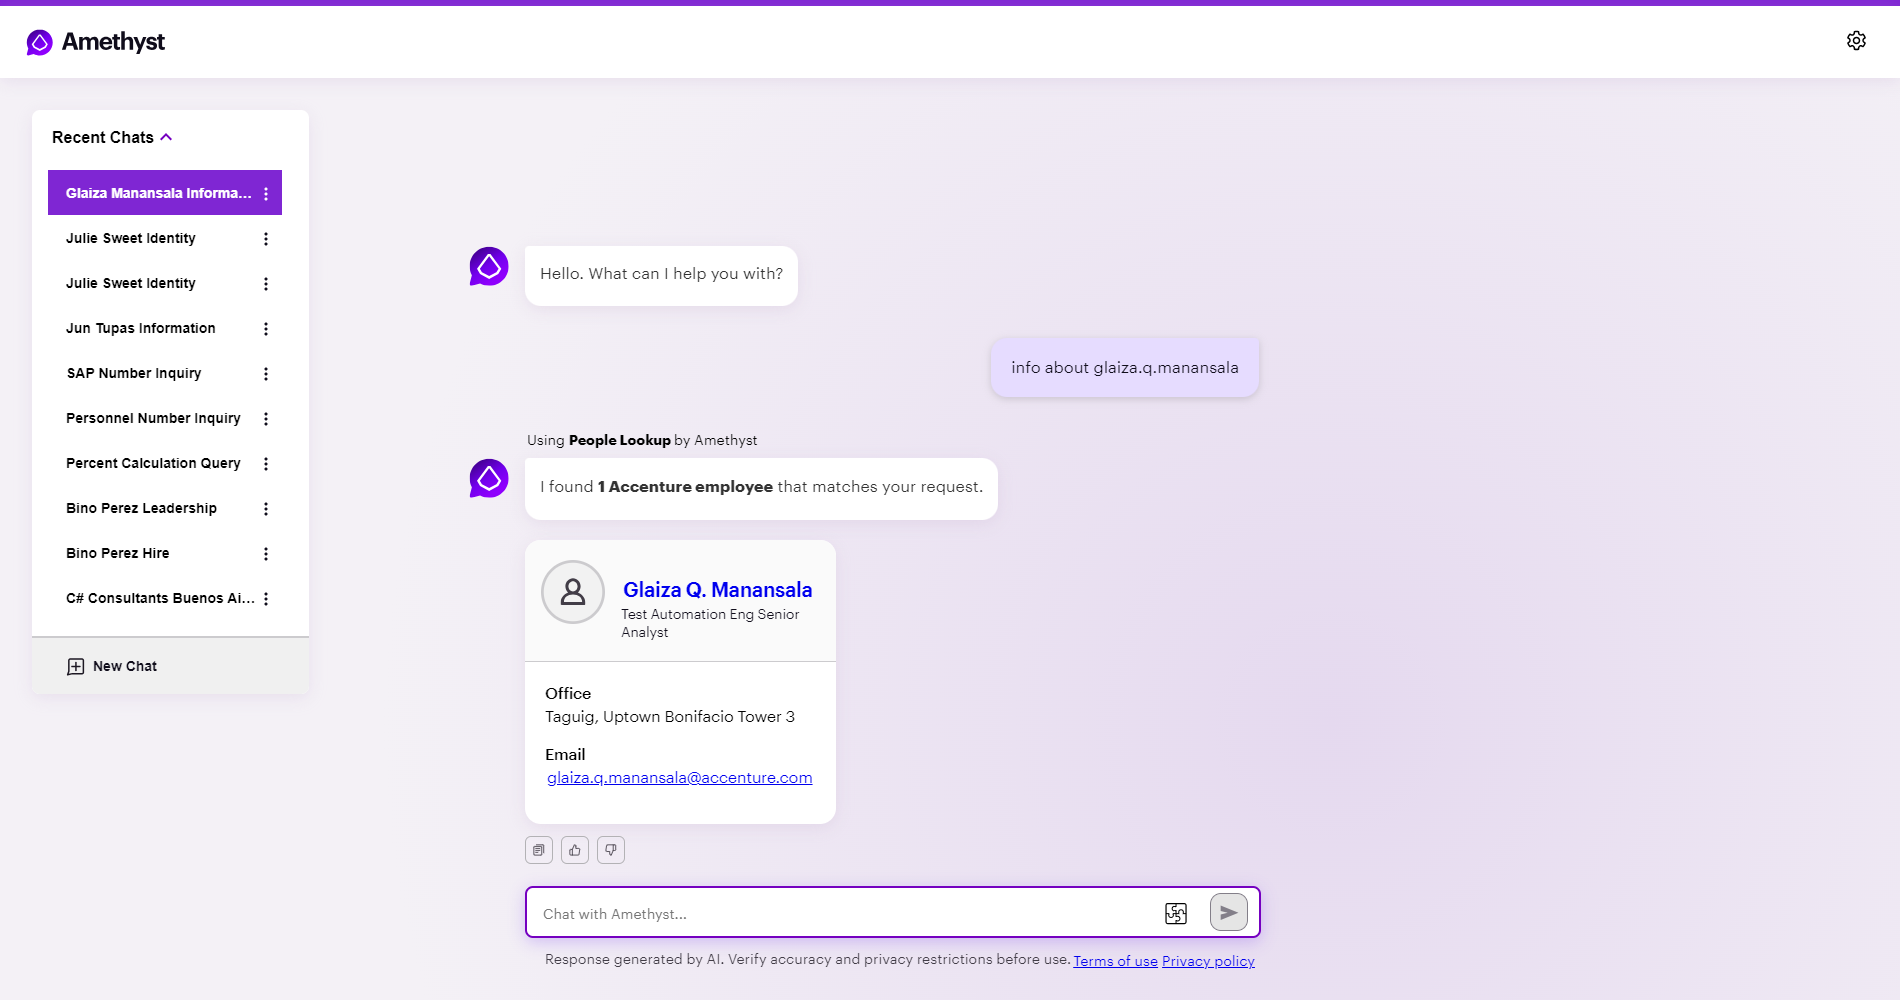 Amethyst
Recent Chats
Glaiza Manansala Informa...
Julie Sweet Identity
Julie Sweet Identity
Jun Tupas Information
SAP Number Inquiry
Personnel Number Inquiry
Percent Calculation Query
Bino Perez Leadership
Bino Perez Hire
C# Consultants Buenos Ai...
New Chat
Hello. What can I help you with?
info about glaiza.q.manansala
Using People Lookup by Amethyst
I found 1 Accenture employee that matches your request.
Glaiza Q. Manansala
Test Automation Eng Senior
Analyst
Office
Taguig, Uptown Bonifacio Tower 3
Email
glaiza.q.manansala@accenture.com
Chat with Amethyst...
Response generated by AI. Verify accuracy and privacy restrictions before use. Terms of use Privacy policy